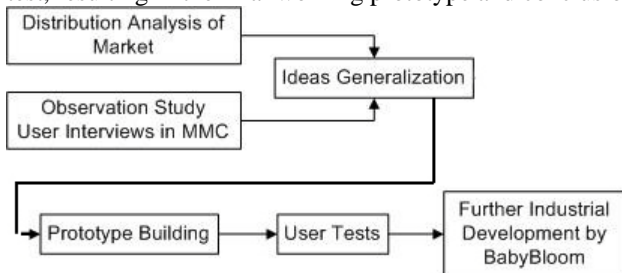 Distribution Analysis of
Market
Ideas Generalization
Observation Study
User Interviews in MMC
Prototype Building
User Tests
Further Industrial
Development by
BabyBloom